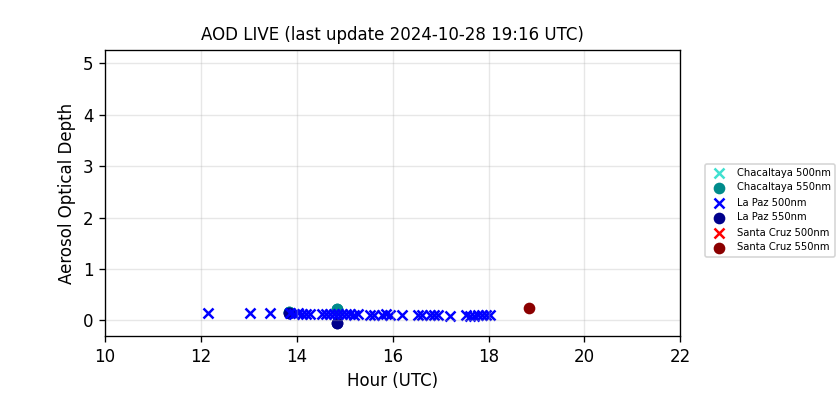 AOD LIVE (last update 2024-10-28 19:16 UTC)
Aerosol Optical Depth
5
4
3
2
1
0
10 12 14 16 18 20 22
Hour (UTC)
Chacaltaya 500nm
Chacaltaya 550nm
La Paz 500nm
La Paz 550nm
Santa Cruz 500nm
Santa Cruz 550nm